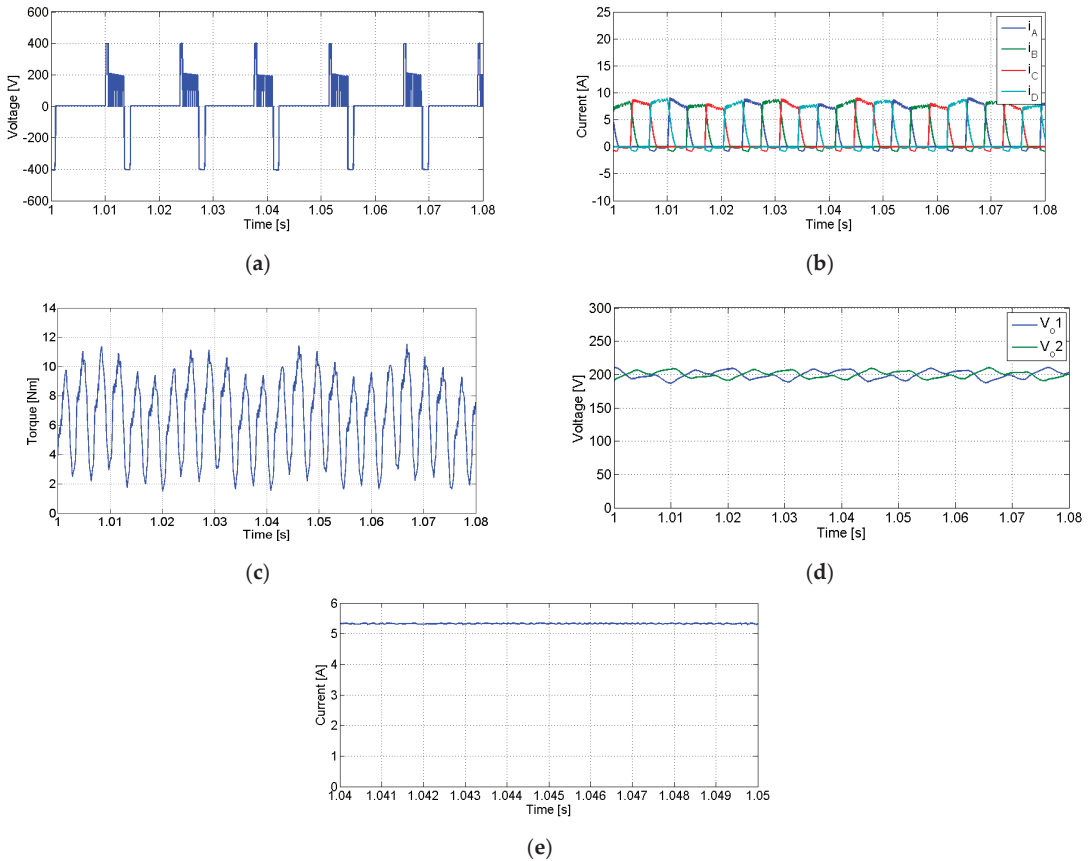 600
400
200
0
-200
-400
-600
Voltage [V]
1 1.01 1.02 1.03 1.04 1.05 1.06 1.07 1.08
Time [s]
(a)
25
20
15
10
5
0
-5
-10
Current [A]
i_A
i_B
i_C
i_D
1 1.01 1.02 1.03 1.04 1.05 1.06 1.07 1.08
Time [s]
(b)
14
12
10
8
6
4
2
0
Torque [Nm]
1 1.01 1.02 1.03 1.04 1.05 1.06 1.07 1.08
Time [s]
(c)
300
250
200
150
100
50
0
Voltage [V]
V_o1
V_o2
1 1.01 1.02 1.03 1.04 1.05 1.06 1.07 1.08
Time [s]
(d)
6
5
4
3
2
1
0
Current [A]
1.04 1.041 1.042 1.043 1.044 1.045 1.046 1.047 1.048 1.049 1.05
Time [s]
(e)